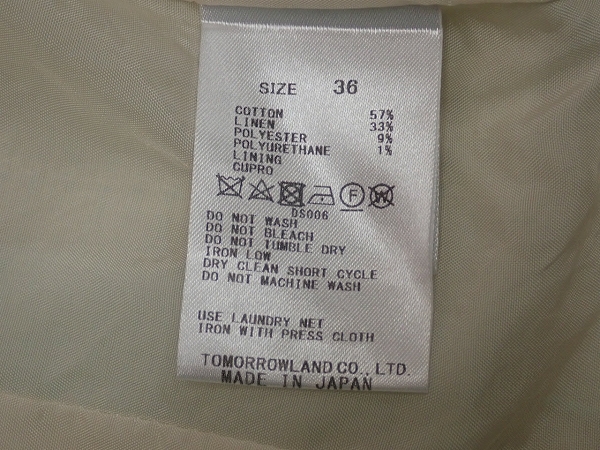 SIZE 36
COTTON 57%
LINEN 33%
POLYESTER 9%
POLYURETHANE 1%
LINING
CUPRO
DS006
DO NOT WASH
DO NOT BLEACH
DO NOT TUMBLE DRY
IRON LOW
DRY CLEAN SHORT CYCLE
DO NOT MACHINE WASH
USE LAUNDRY NET
IRON WITH PRESS CLOTH
TOMORROWLAND CO., LTD.
MADE IN JAPAN